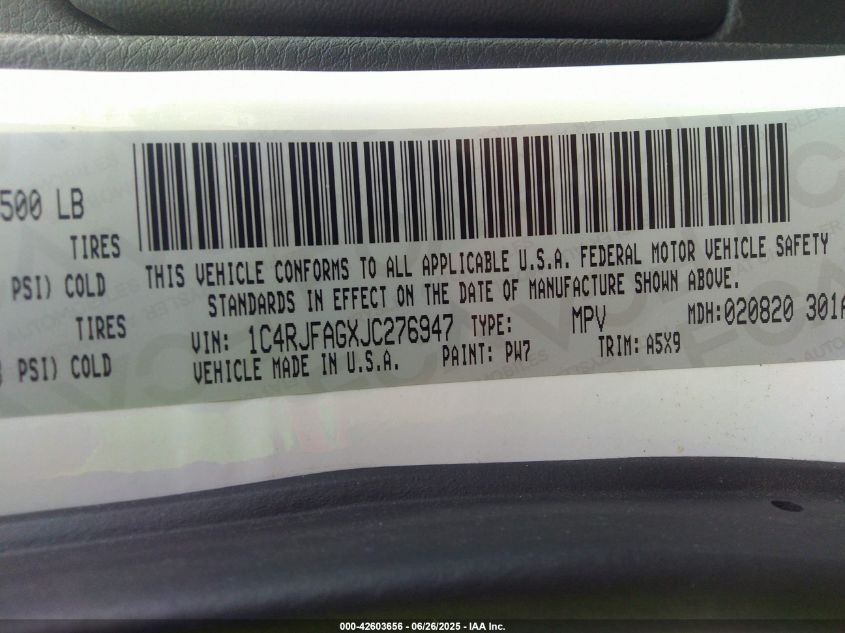 500 LB
TIRES
PSI) COLD
TIRES
PSI) COLD
THIS VEHICLE CONFORMS TO ALL APPLICABLE U.S.A. FEDERAL MOTOR VEHICLE SAFETY
STANDARDS IN EFFECT ON THE DATE OF MANUFACTURE SHOWN ABOVE.
VIN: 1C4RJFAGXJC276947 TYPE: MPV MDH:020820 301A
VEHICLE MADE IN U.S.A. PAINT: PW7 TRIM: A5X9
000-42603656 - 06/26/2025 - IAA Inc.